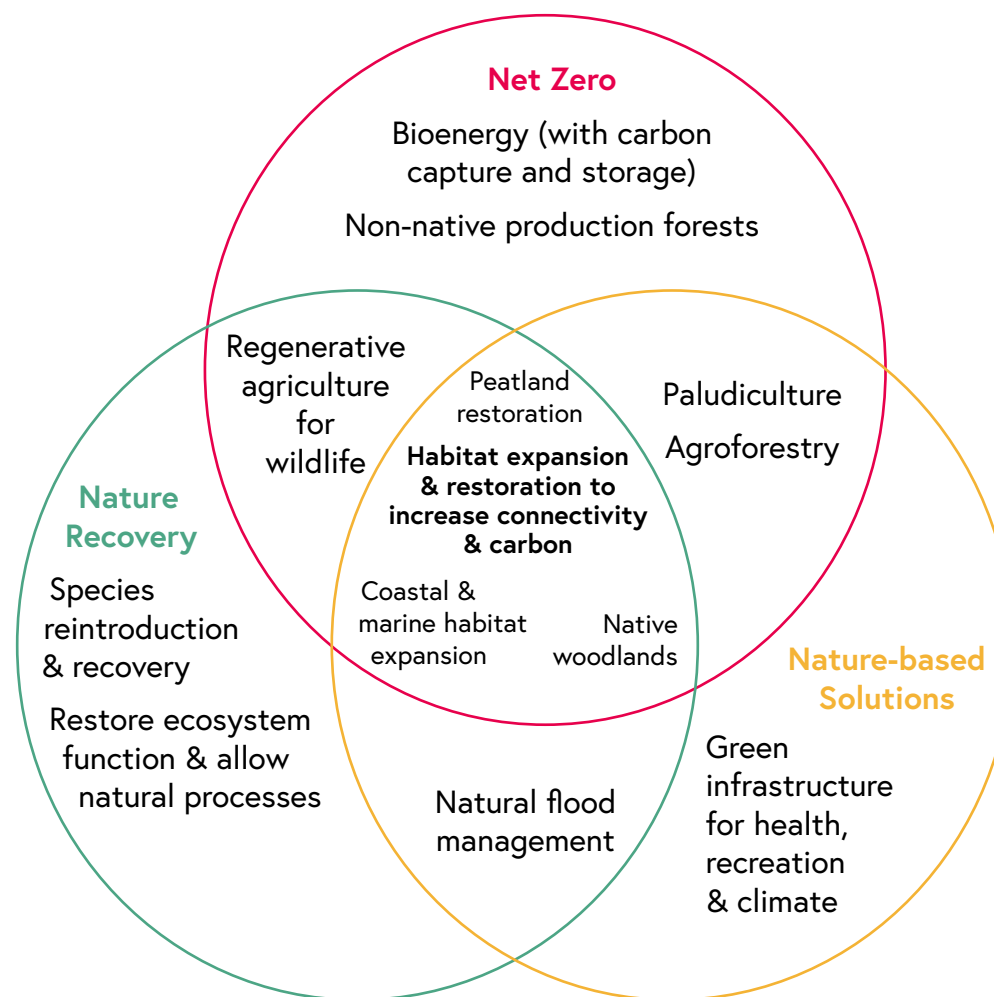 Net Zero
Bioenergy (with carbon
capture and storage)
Non-native production forests
Regenerative
agriculture
for
wildlife
Peatland
restoration
Paludiculture
Agroforestry
Habitat expansion
& restoration to
increase connectivity
& carbon
Nature
Recovery
Species
reintroduction
& recovery
Restore ecosystem
function & allow
natural processes
Coastal &
marine habitat
expansion
Native
woodlands
Nature-based
Solutions
Green
infrastructure
for health,
recreation
& climate
Natural flood
management